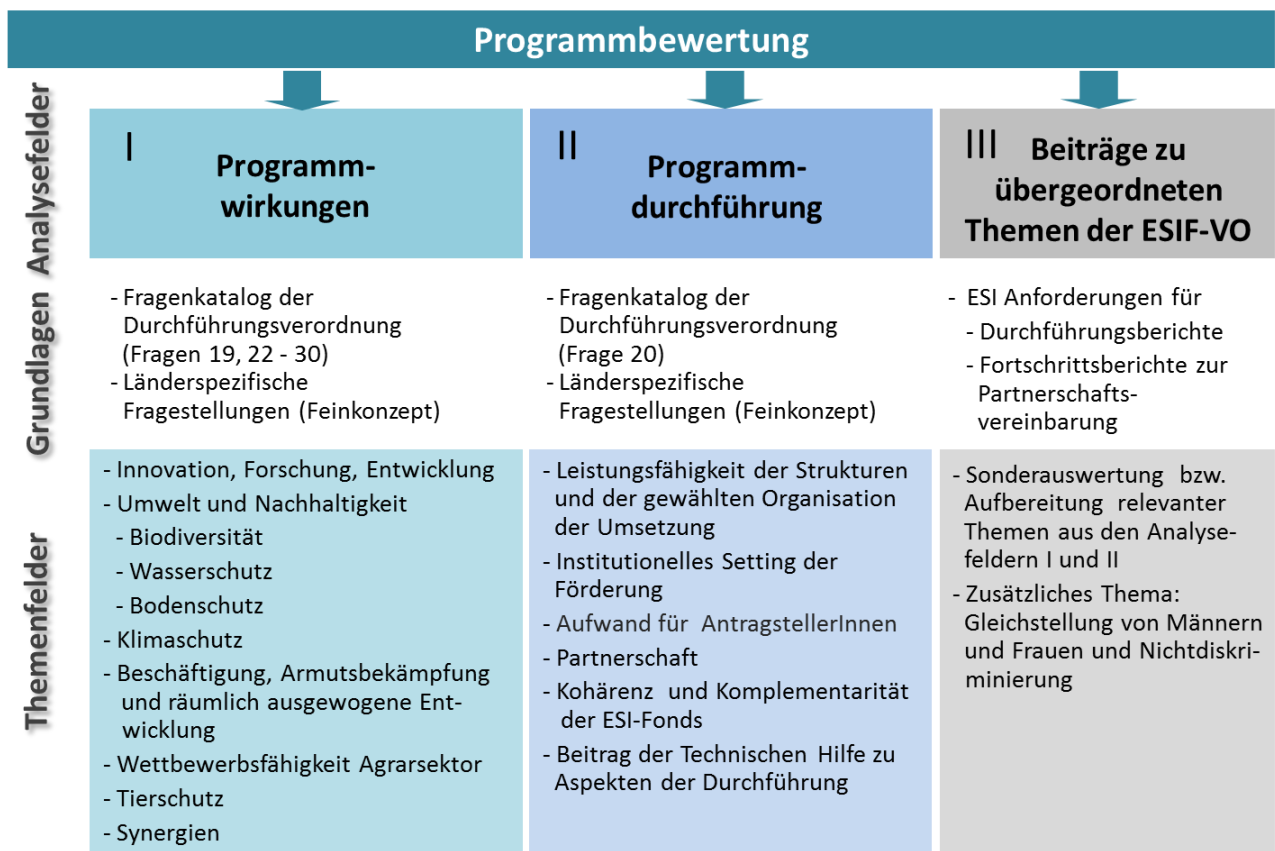 Programmbewertung
Analysefelder
I
Programm-
wirkungen
II
Programm-
durchführung
III Beiträge zu
übergeordneten
Themen der ESIF-VO
Grundlagen
- Fragenkatalog der
Durchführungsverordnung
(Fragen 19, 22 - 30)
- Länderspezifische
Fragestellungen (Feinkonzept)
- Fragenkatalog der
Durchführungsverordnung
(Frage 20)
- Länderspezifische
Fragestellungen (Feinkonzept)
- ESI Anforderungen für
- Durchführungsberichte
- Fortschrittsberichte zur
Partnerschafts-
vereinbarung
Themenfelder
- Innovation, Forschung, Entwicklung
- Umwelt und Nachhaltigkeit
- Biodiversität
- Wasserschutz
- Bodenschutz
- Klimaschutz
- Beschäftigung, Armutsbekämpfung
und räumlich ausgewogene Ent-
wicklung
- Wettbewerbsfähigkeit Agrarsektor
- Tierschutz
- Synergien
- Leistungsfähigkeit der Strukturen
und der gewählten Organisation
der Umsetzung
- Institutionelles Setting der
Förderung
- Aufwand für AntragstellerInnen
- Partnerschaft
- Kohärenz und Komplementarität
der ESI-Fonds
- Beitrag der Technischen Hilfe zu
Aspekten der Durchführung
- Sonderauswertung bzw.
Aufbereitung relevanter
Themen aus den Analyse-
feldern I und II
- Zusätzliches Thema:
Gleichstellung von Männern
und Frauen und Nichtdiskri-
minierung